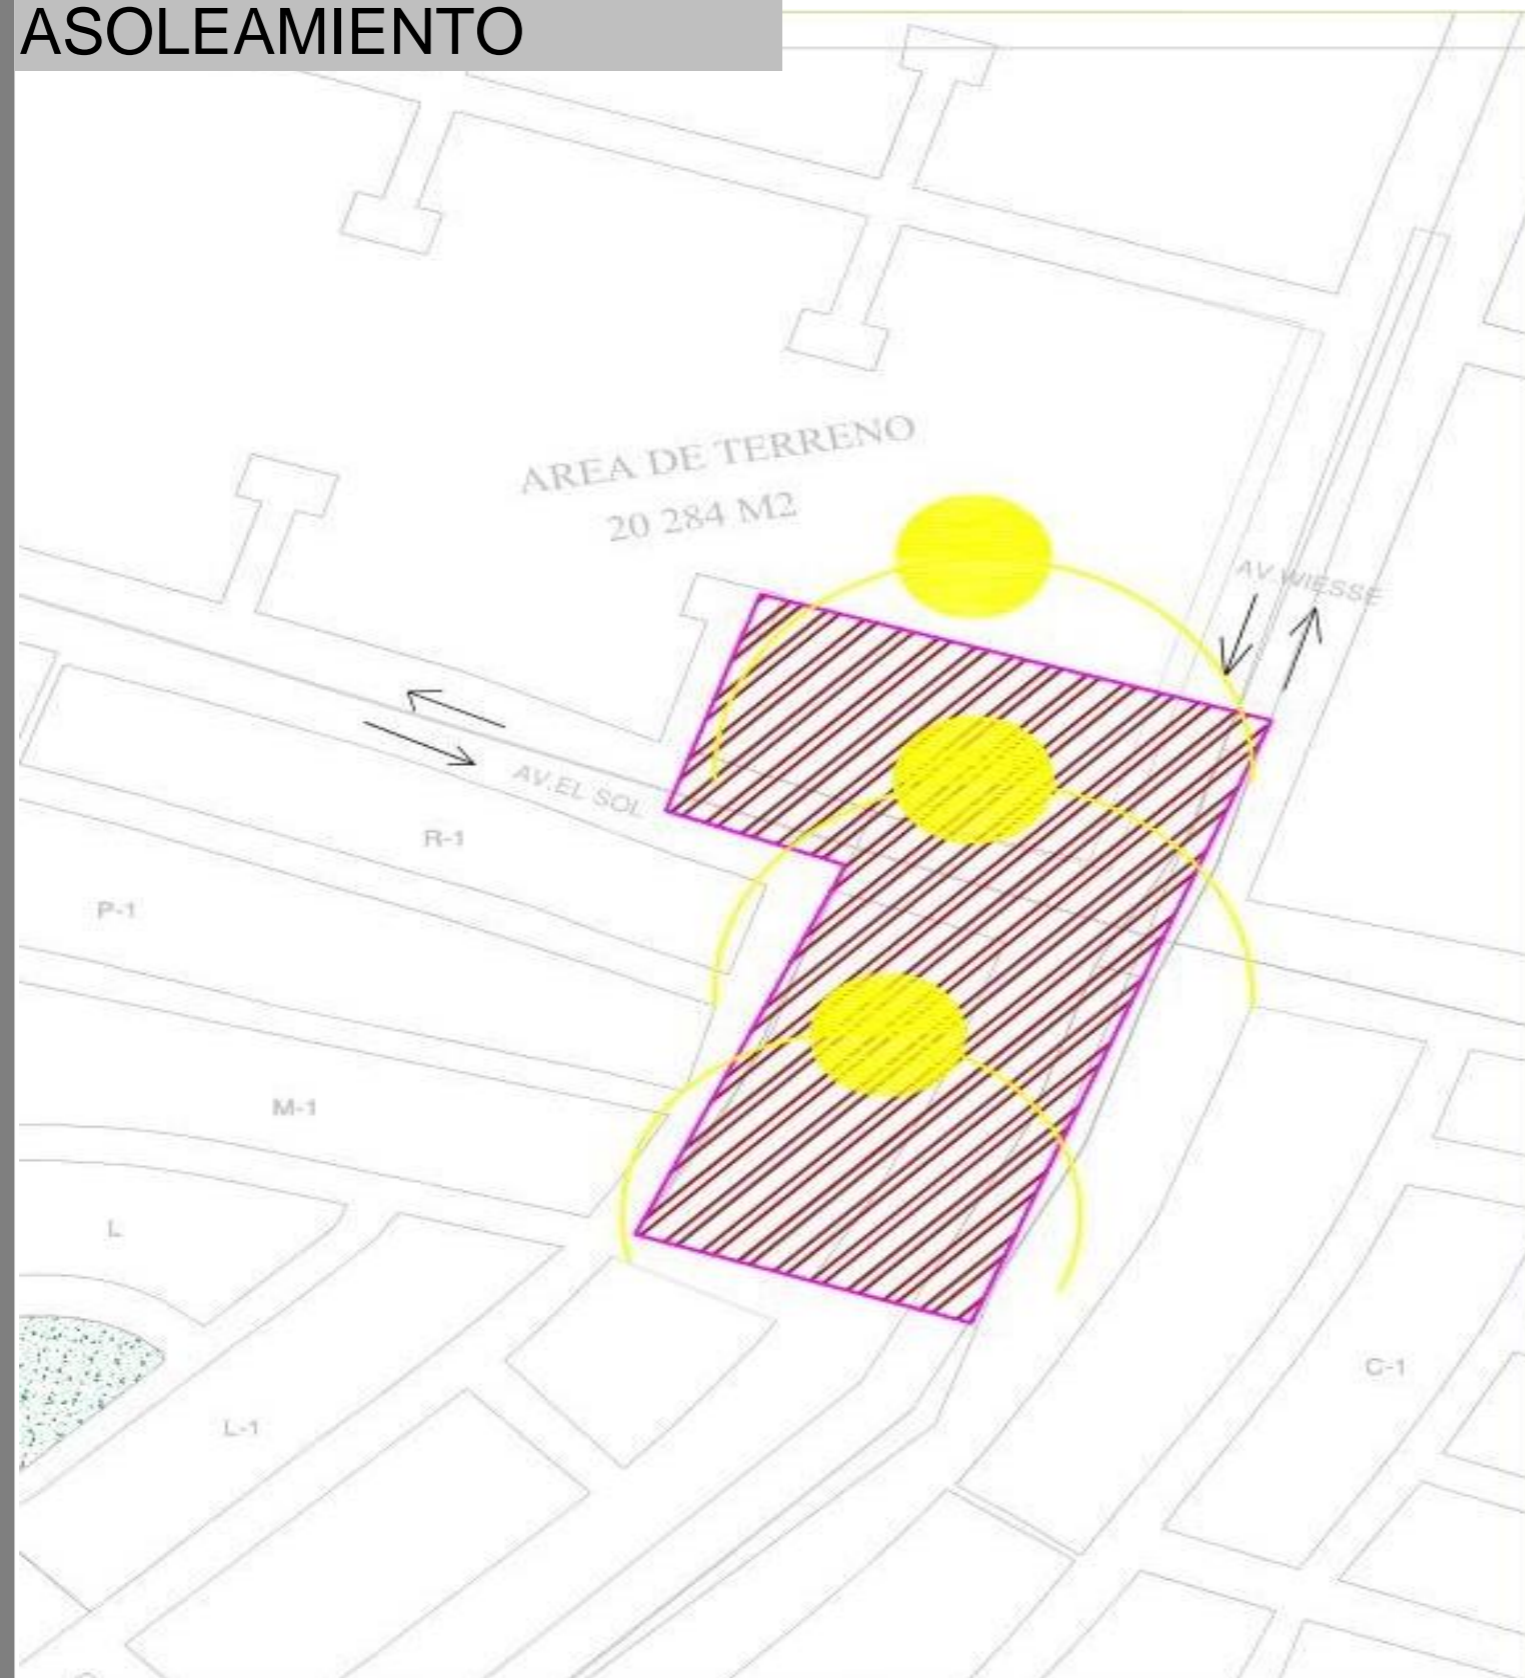 ASOLEAMIENTO
AREA DE TERRENO
20 284 M2
AV.WIESSE
AV.EL SOL
R-1
P-1
M-1
L
L-1
C-1